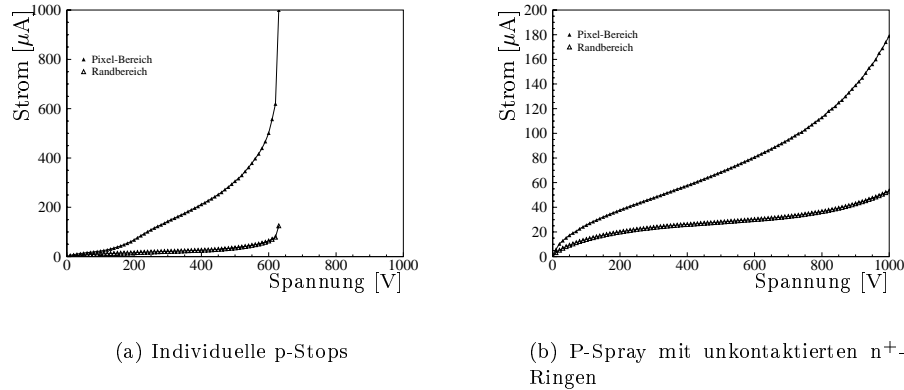 Strom [µA]
1000
800
600
400
200
0
Pixel-Bereich
Randbereich
0 200 400 600 800 1000
Spannung [V]
(a) Individuelle p-Stops
Strom [µA]
200
180
160
140
120
100
80
60
40
20
0
Pixel-Bereich
Randbereich
0 200 400 600 800 1000
Spannung [V]
(b) P-Spray mit unkontaktierten n⁺-
Ringen